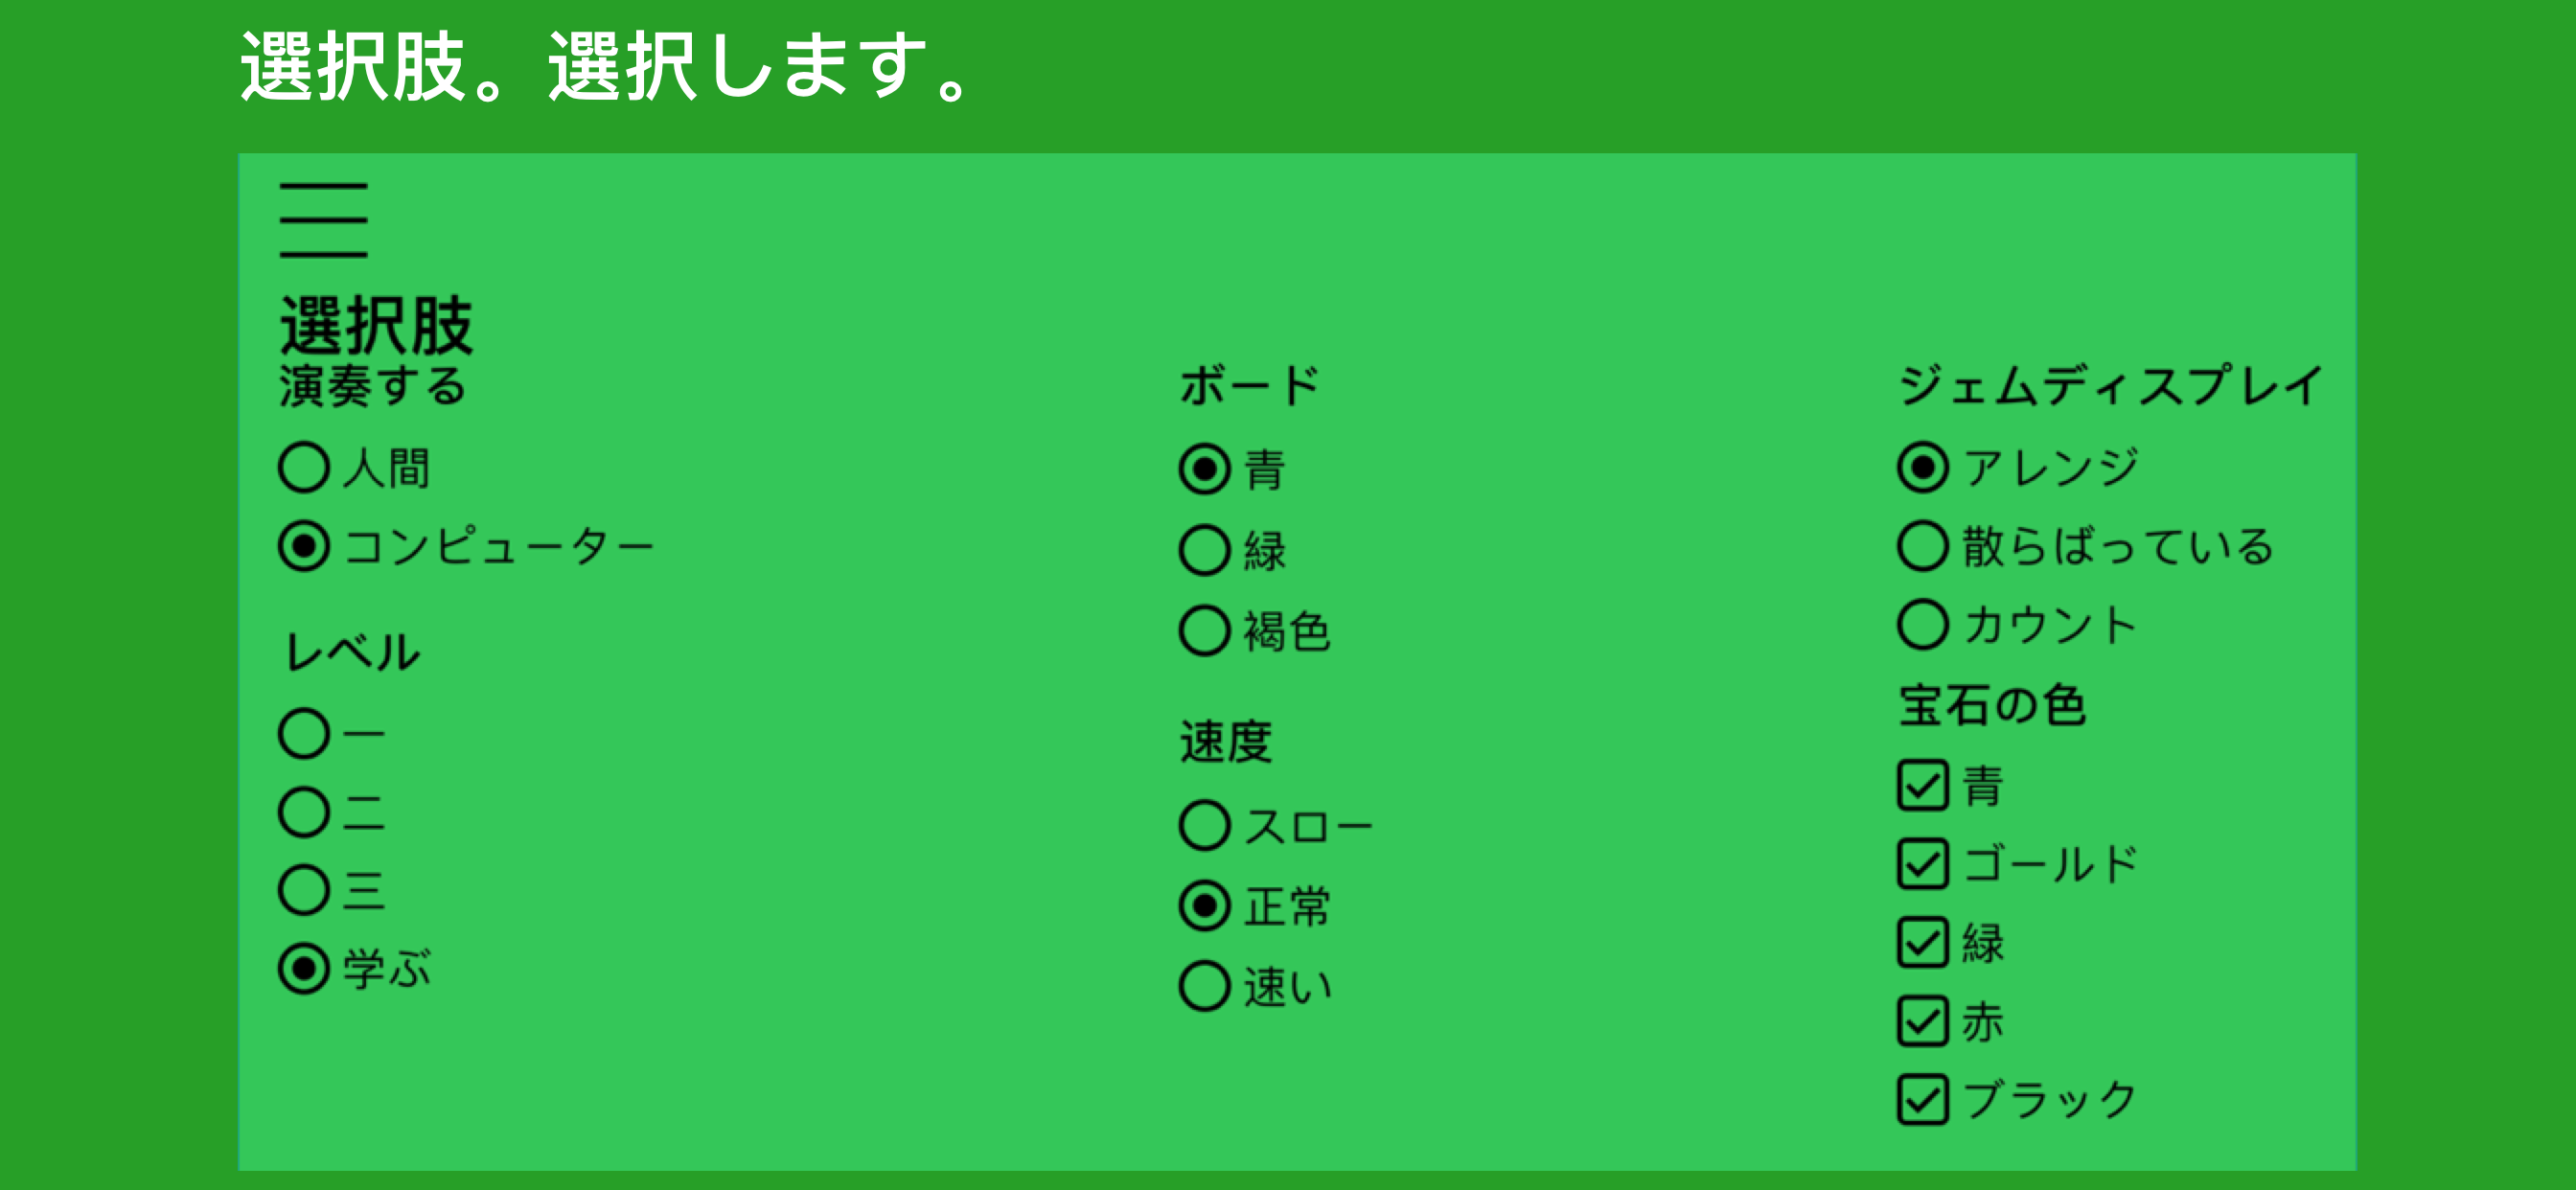 選択肢。選択します。
選択肢
演奏する
人間
コンピューター
レベル
一
二
三
学ぶ
ボード
青
緑
褐色
速度
スロー
正常
速い
ジェムディスプレイ
アレンジ
散らばっている
カウント
宝石の色
青
ゴールド
緑
赤
ブラック